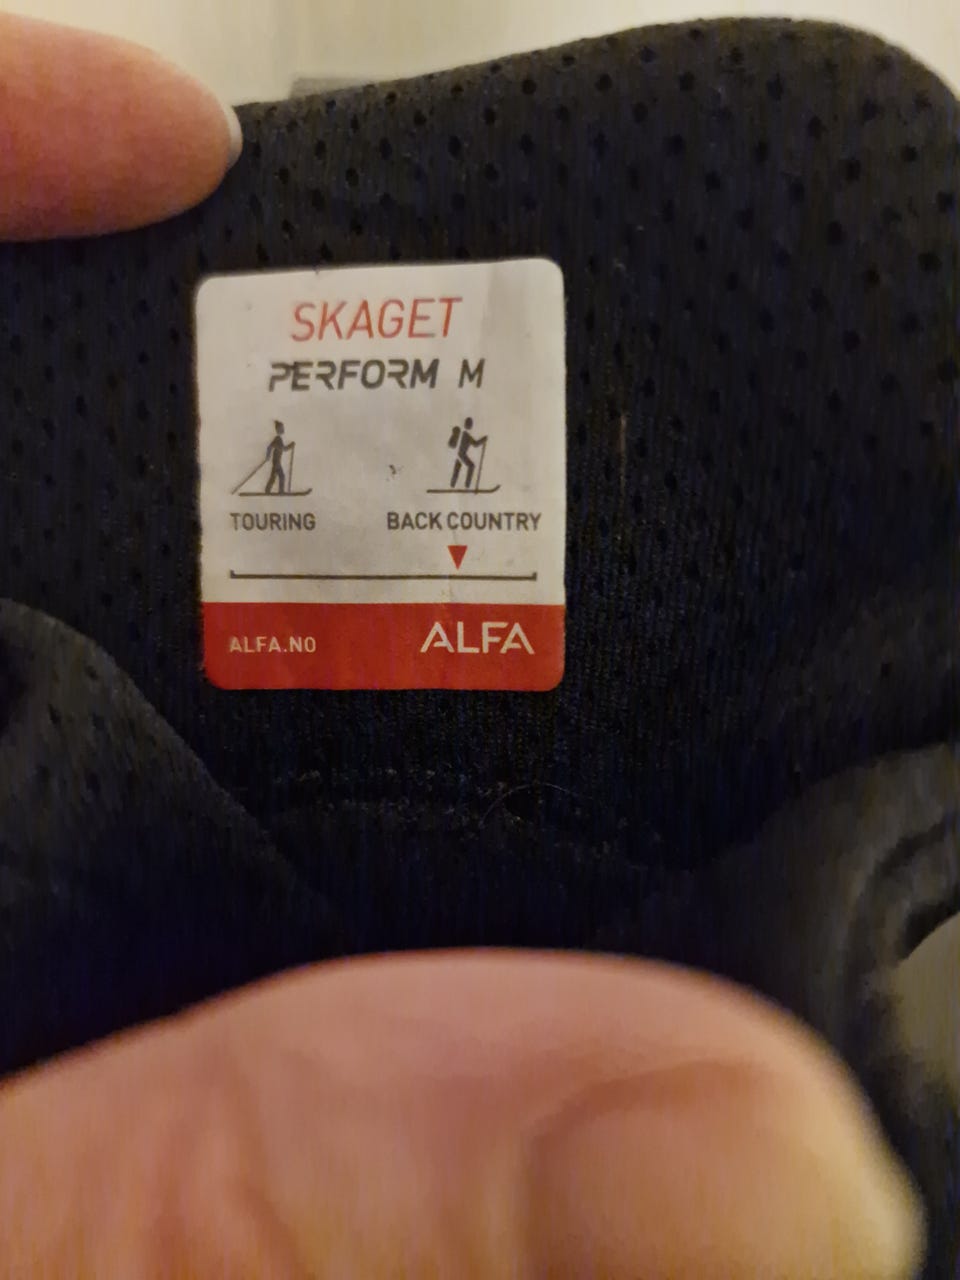 SKAGET
PERFORM M
TOURING BACK COUNTRY
ALFA.NO ALFA